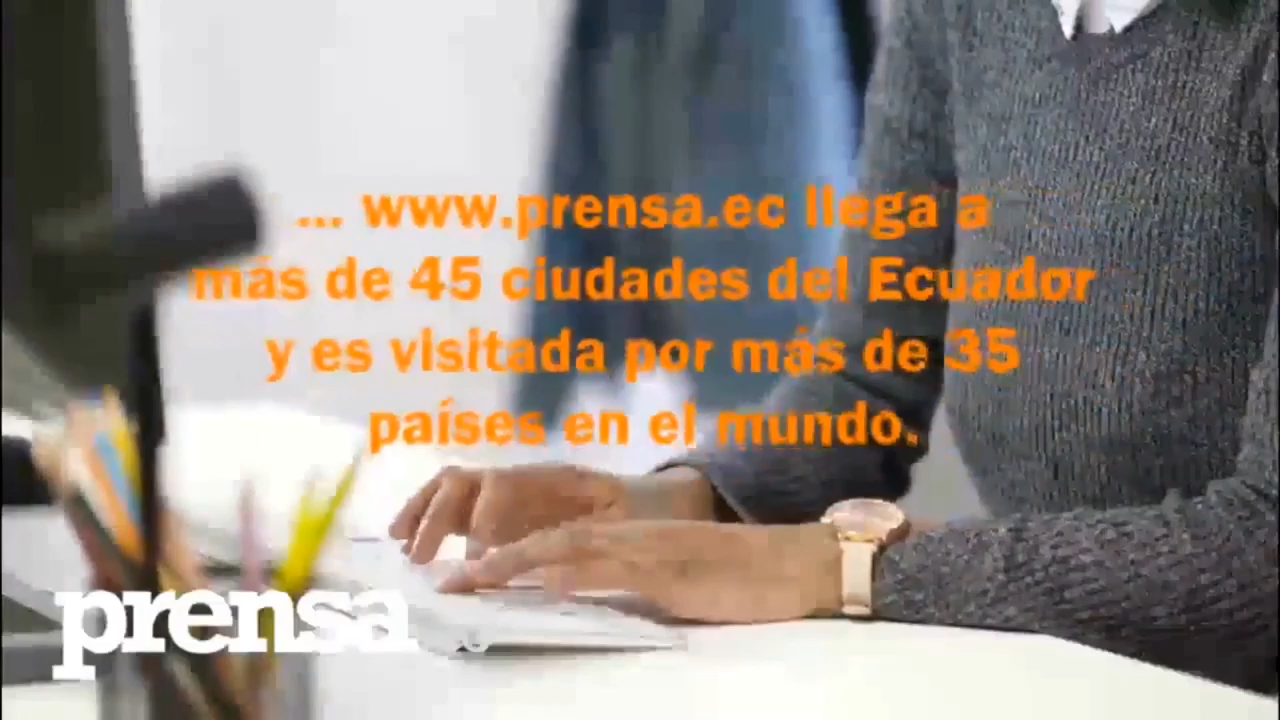 ... www.prensa.ec llega a
más de 45 ciudades del Ecuador
y es visitada por más de 35
países en el mundo.
prensa